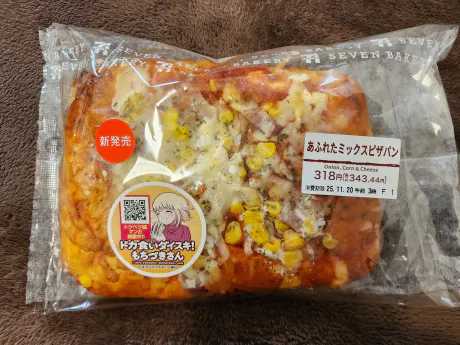 SEVEN BAKERY
SEVEN BAKERY
新発売
あふれたミックスピザパン
Onion, Corn & Cheese
318円(税込343.44円)
消費期限 25.11.20 午前 3時 F 1
ドカ食いダイスキ!
もちづきさん